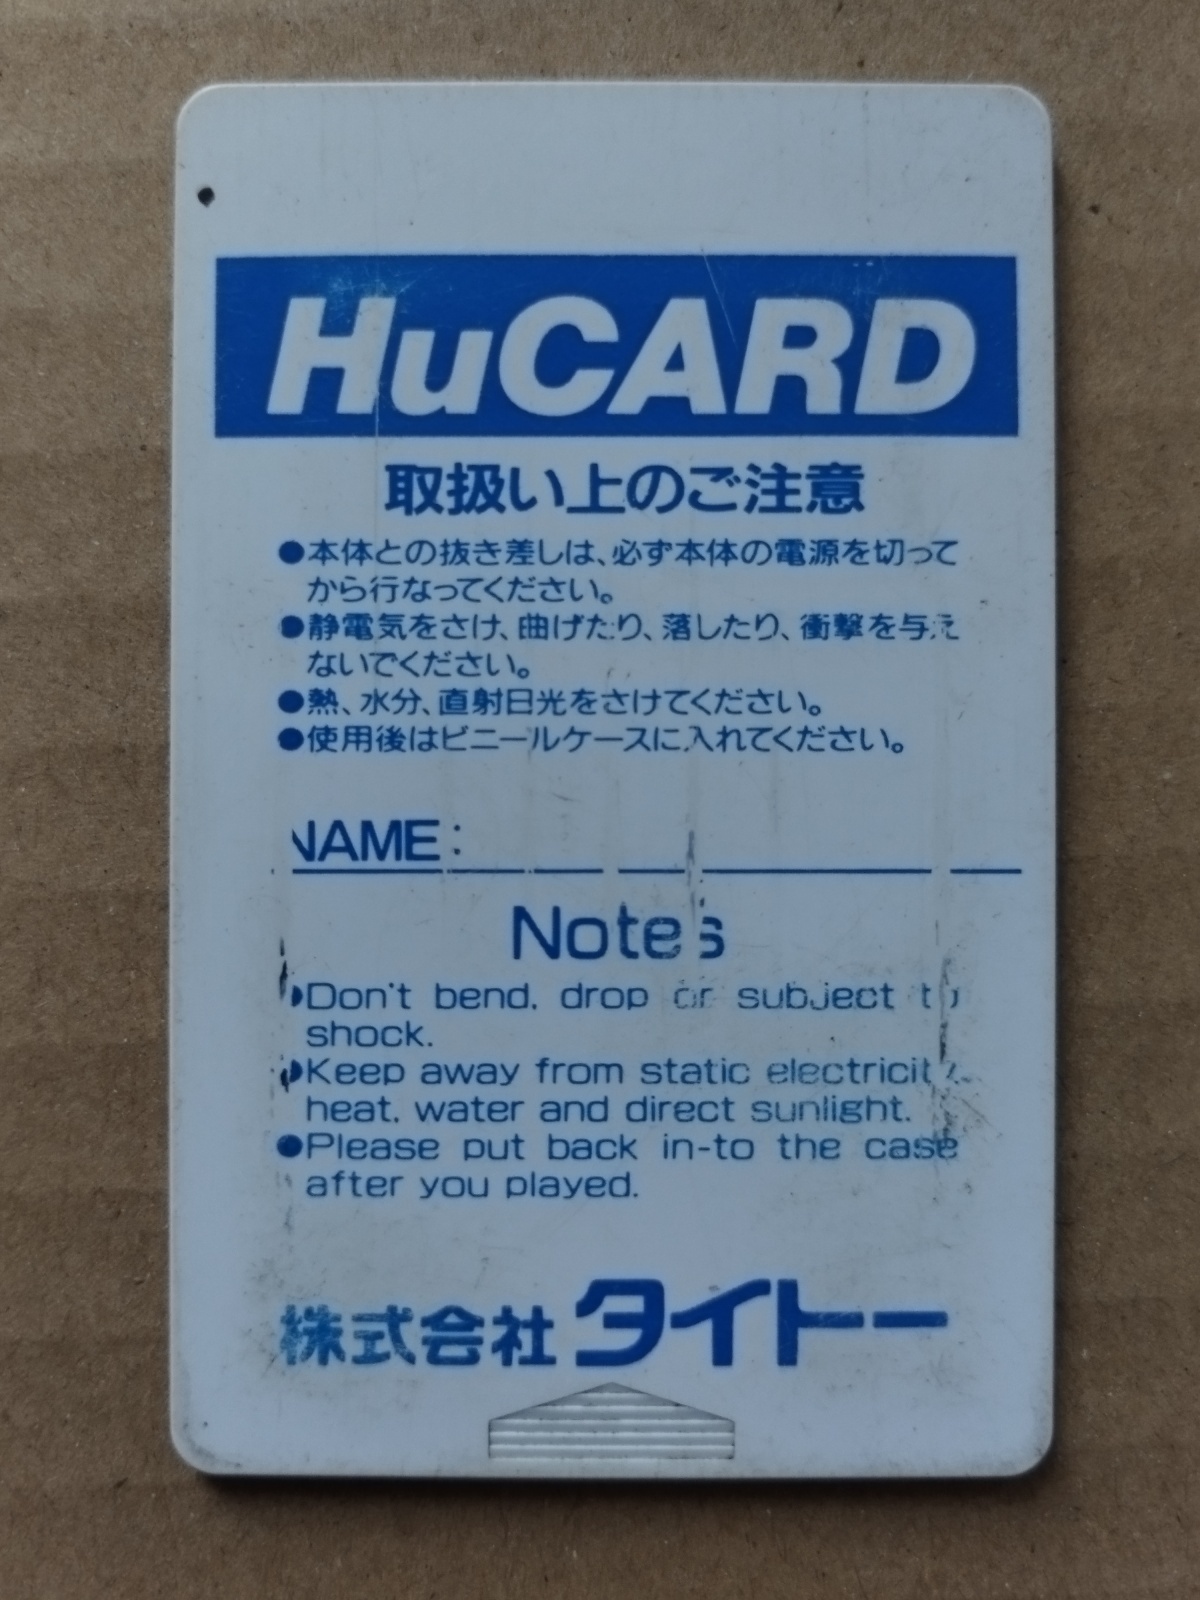 HuCARD
取扱い上のご注意
●本体との抜き差しは、必ず本体の電源を切って
から行なってください。
●静電気をさけ、曲げたり、落したり、衝撃を与え
ないでください。
●熱、水分、直射日光をさけてください。
●使用後はビニールケースに入れてください。
NAME:
Notes
●Don't bend, drop or subject to
shock.
●Keep away from static electricity,
heat, water and direct sunlight.
●Please put back in-to the case
after you played.
株式会社タイトー